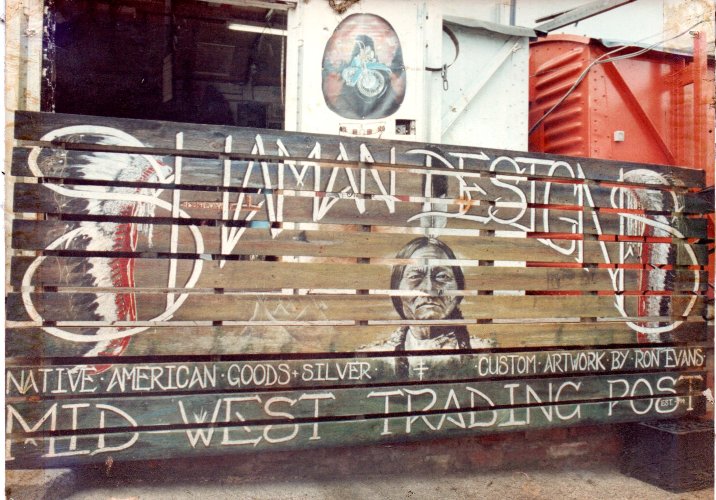 SHAMAN DESIGNS
NATIVE · AMERICAN · GOODS + SILVER · CUSTOM · ARTWORK · BY · RON EVANS ·
MID WEST TRADING POST